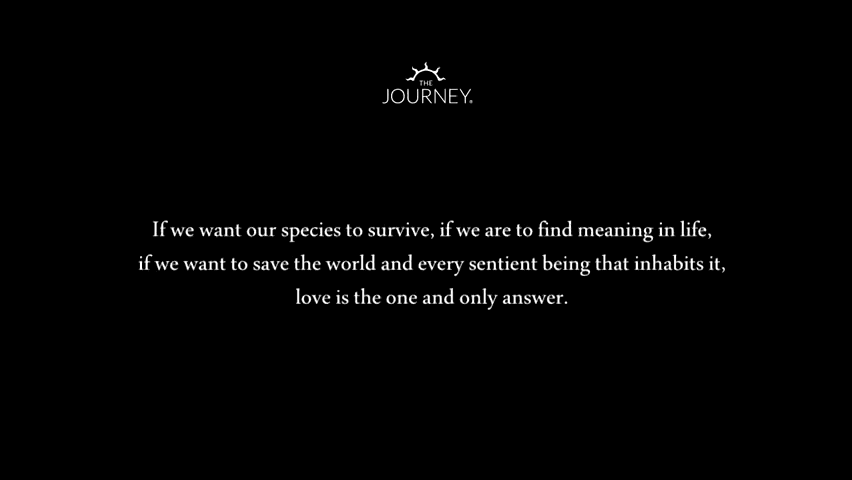 THE
JOURNEY®
If we want our species to survive, if we are to find meaning in life,
if we want to save the world and every sentient being that inhabits it,
love is the one and only answer.